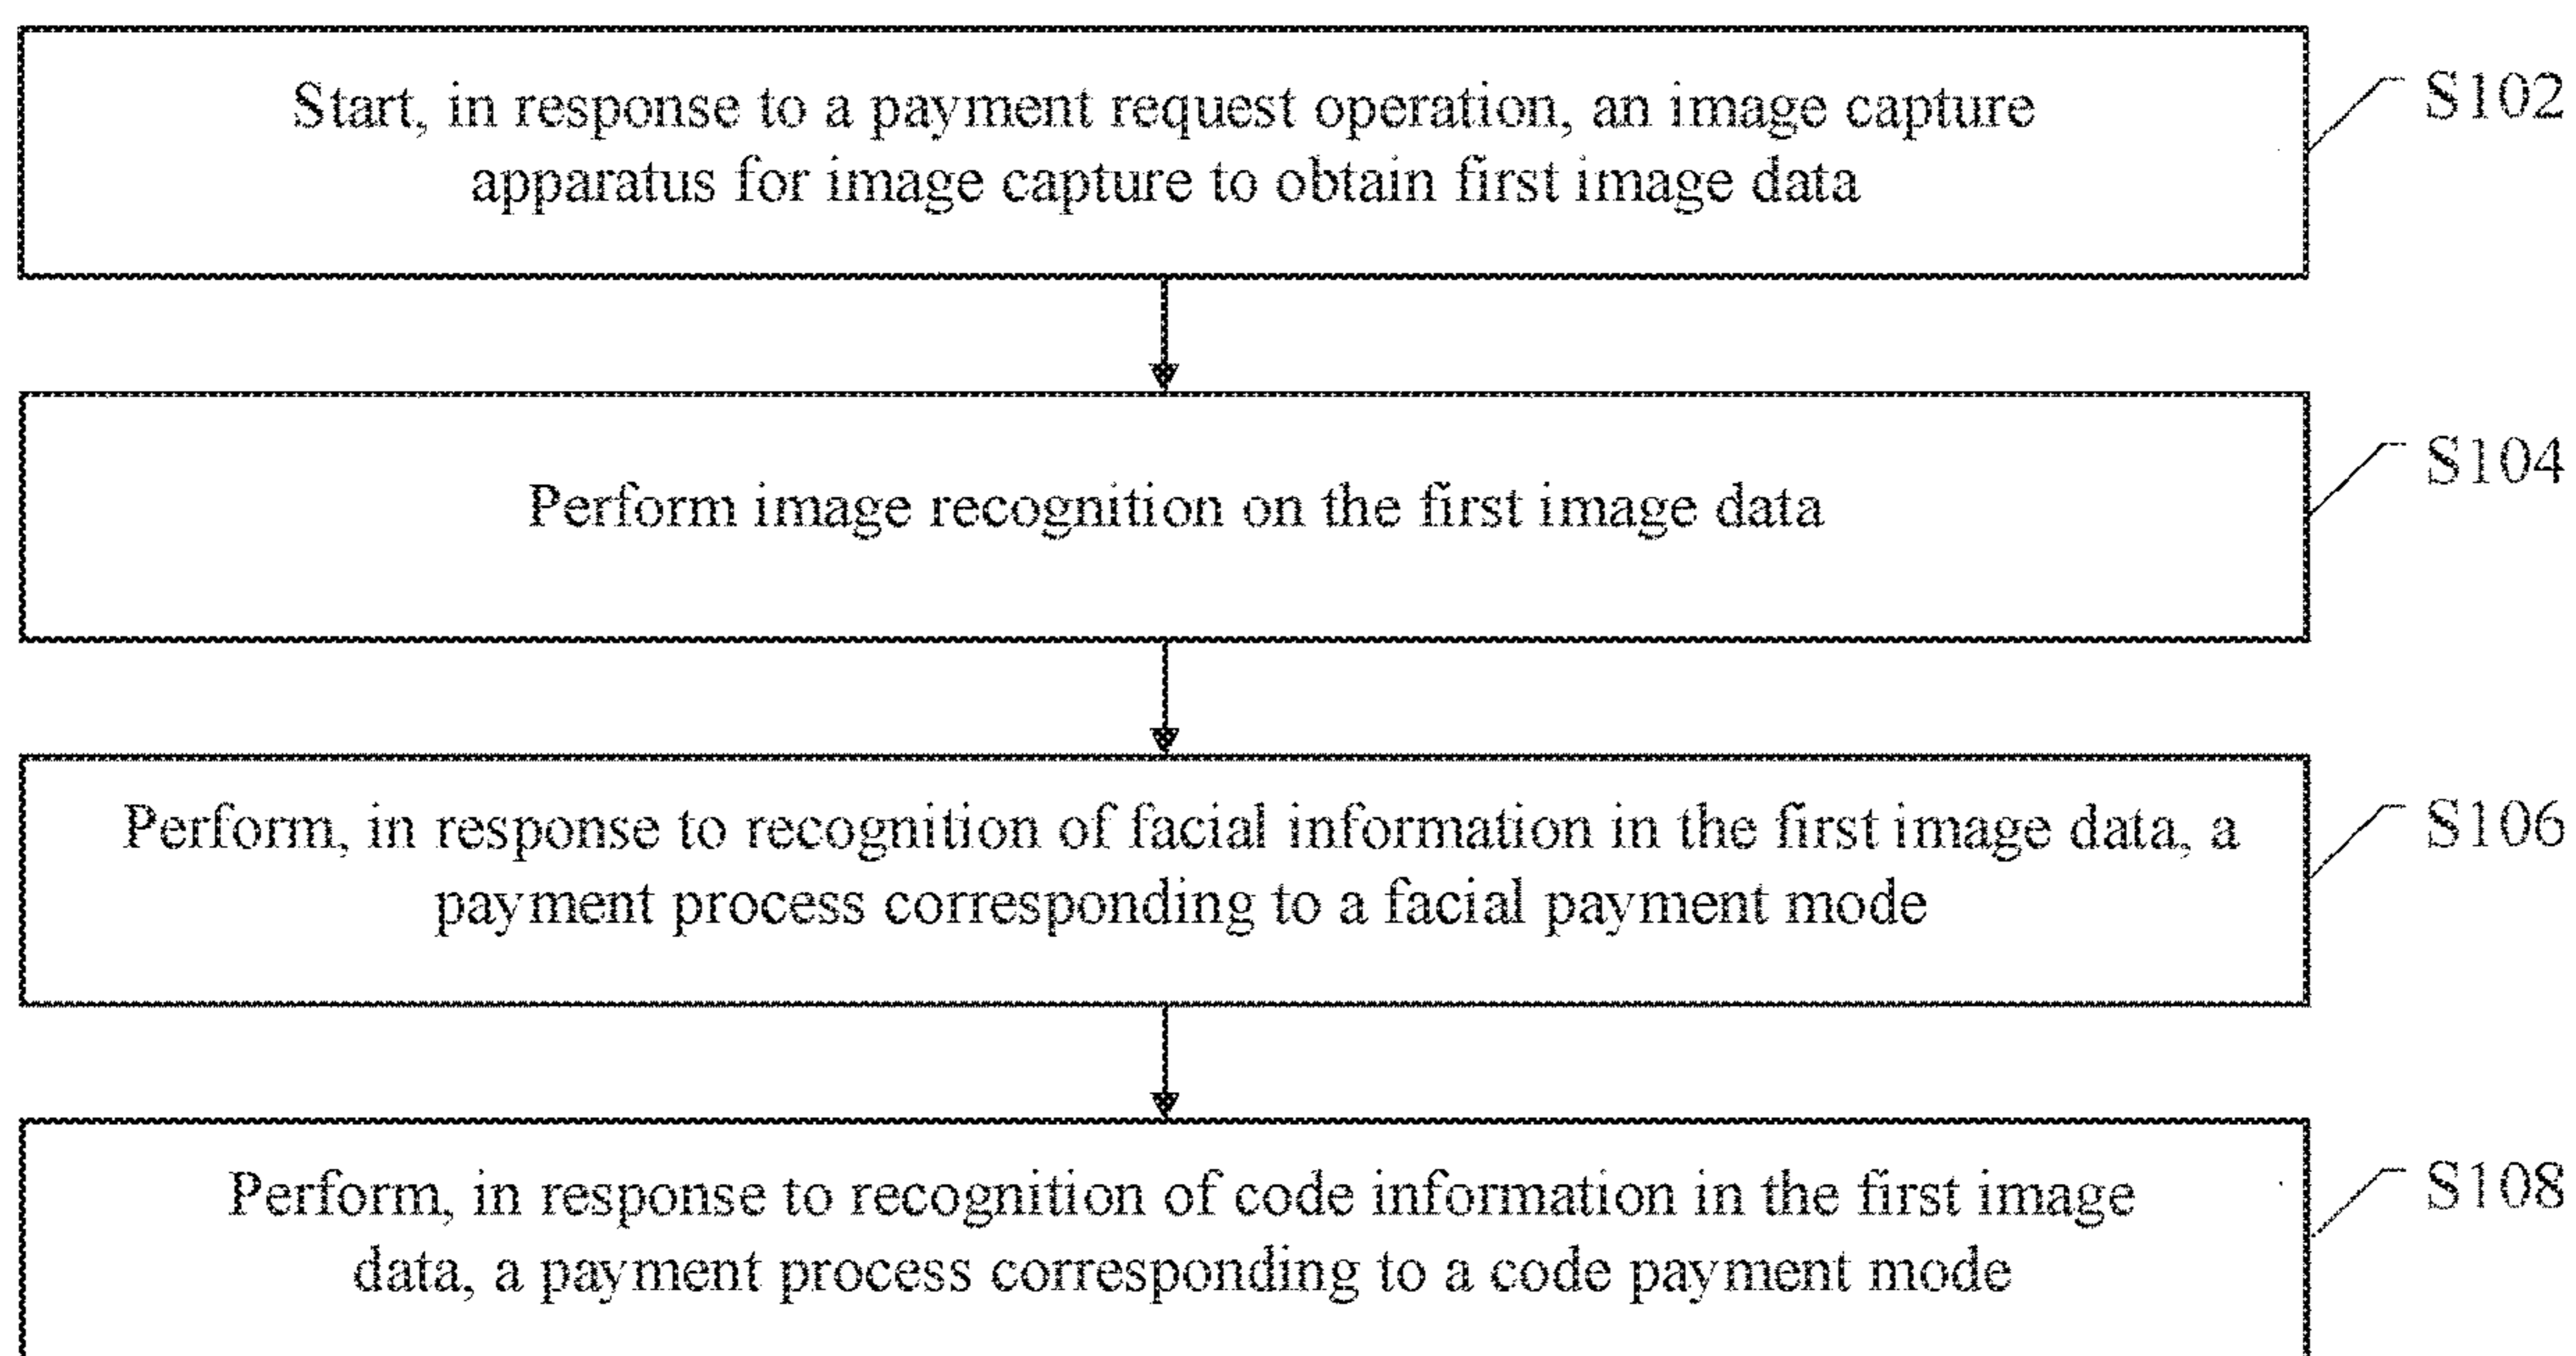 Start, in response to a payment request operation, an image capture
apparatus for image capture to obtain first image data
S102
Perform image recognition on the first image data
S104
Perform, in response to recognition of facial information in the first image data, a
payment process corresponding to a facial payment mode
S106
Perform, in response to recognition of code information in the first image
data, a payment process corresponding to a code payment mode
S108